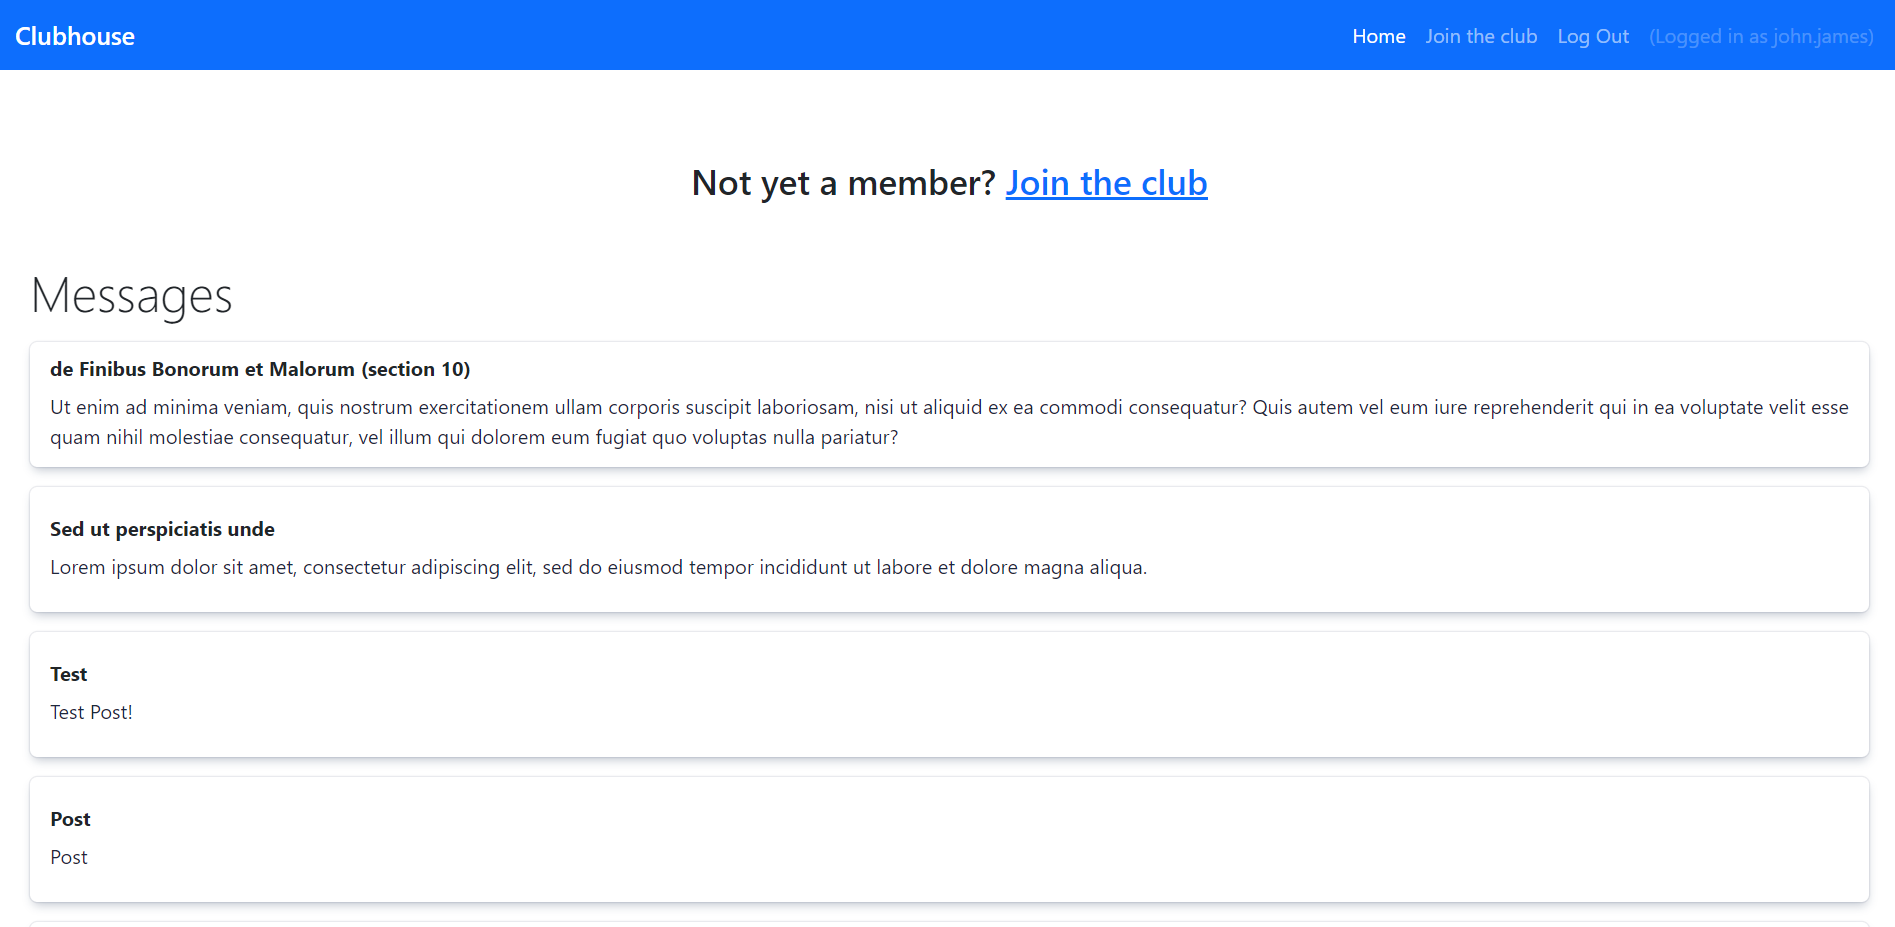 Clubhouse
Home Join the club Log Out (Logged in as john.james)
Not yet a member? Join the club
Messages
de Finibus Bonorum et Malorum (section 10)
Ut enim ad minima veniam, quis nostrum exercitationem ullam corporis suscipit laboriosam, nisi ut aliquid ex ea commodi consequatur? Quis autem vel eum iure reprehenderit qui in ea voluptate velit esse
quam nihil molestiae consequatur, vel illum qui dolorem eum fugiat quo voluptas nulla pariatur?
Sed ut perspiciatis unde
Lorem ipsum dolor sit amet, consectetur adipiscing elit, sed do eiusmod tempor incididunt ut labore et dolore magna aliqua.
Test
Test Post!
Post
Post